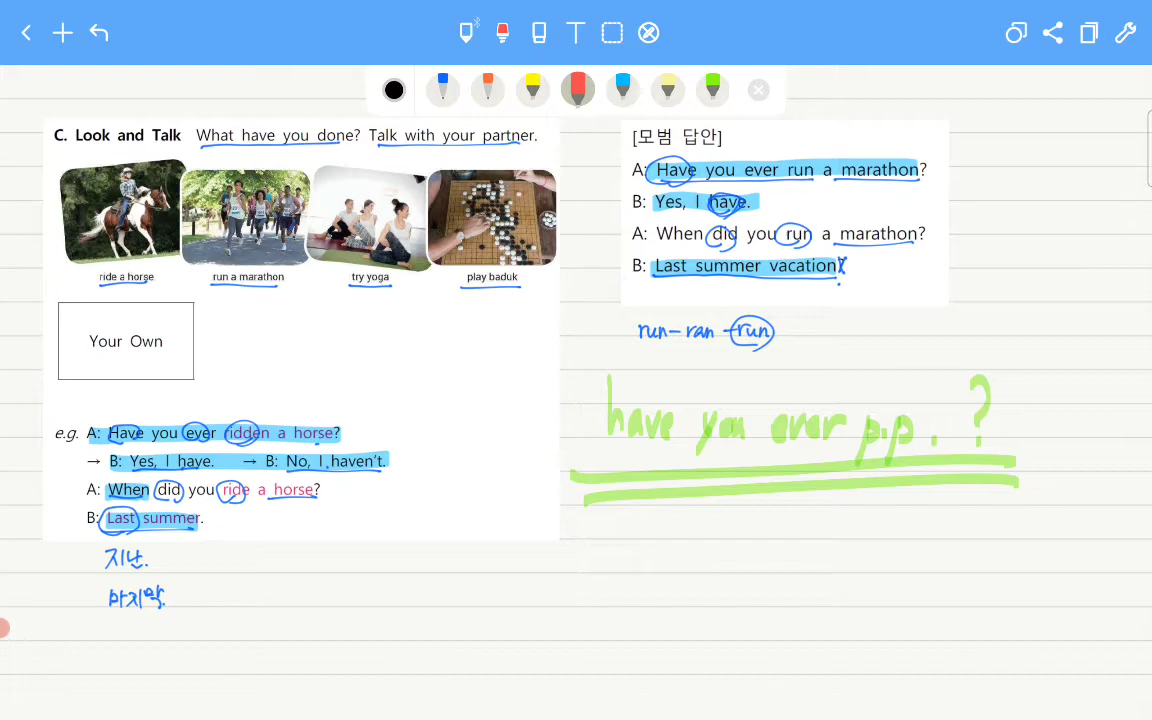 C. Look and Talk What have you done? Talk with your partner.
ride a horse run a marathon try yoga play baduk
Your Own
e.g. A: Have you ever ridden a horse?
→ B: Yes, I have. → B: No, I haven't.
A: When did you ride a horse?
B: Last summer.
지난.
마지막.
[모범 답안]
A: Have you ever run a marathon?
B: Yes, I have.
A: When did you run a marathon?
B: Last summer vacation
run - ran - run
have you ever p.p. ?